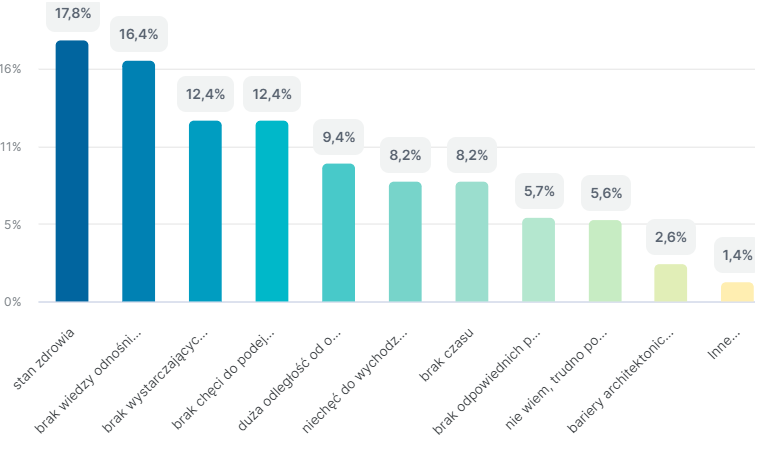 17,8%
16,4%
12,4%
12,4%
9,4%
8,2%
8,2%
5,7%
5,6%
2,6%
1,4%
16%
11%
5%
0%
stan zdrowia
brak wiedzy odnośni...
brak wystarczającyc...
brak chęci do podej...
duża odległość od o...
niechęć do wychodz...
brak czasu
brak odpowiednich p...
nie wiem, trudno po...
bariery architektonic...
Inne...